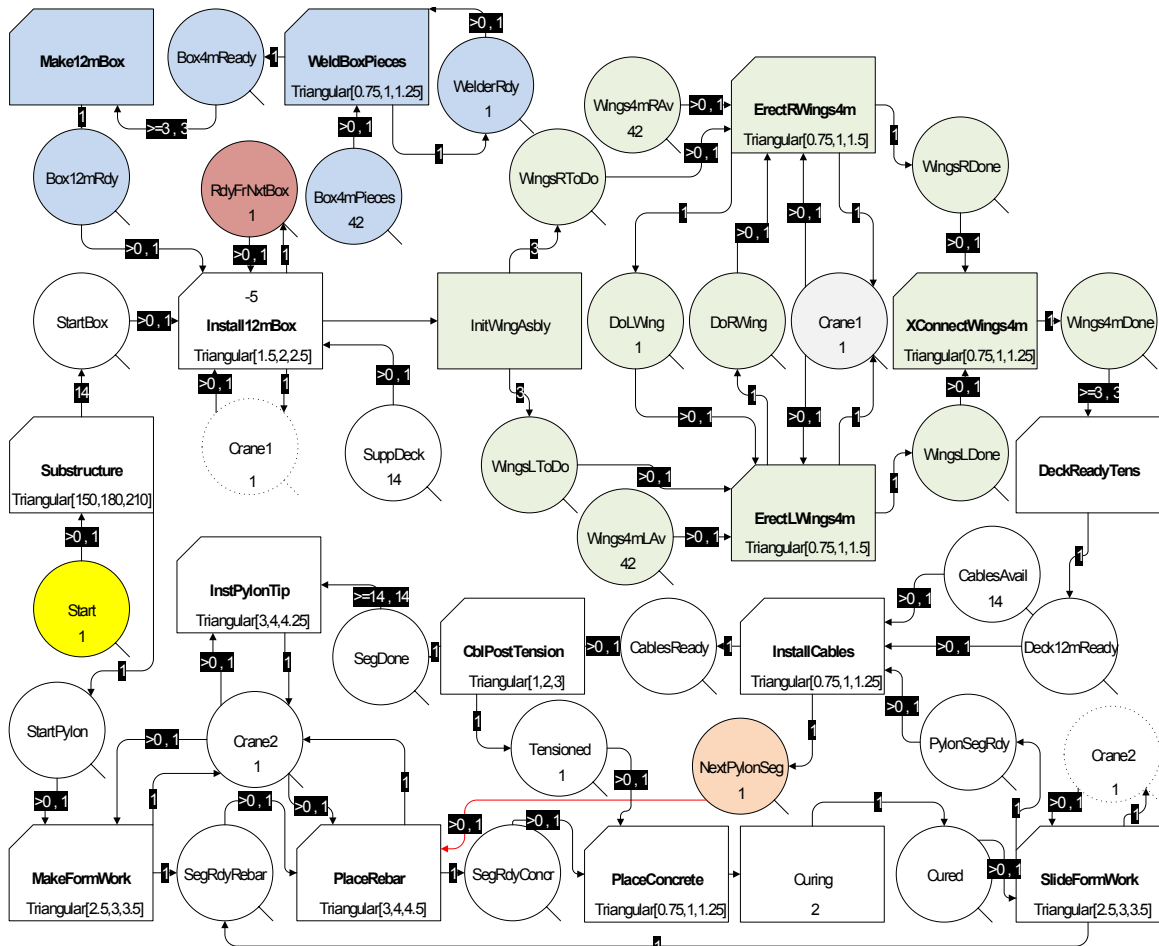 Make12mBox
Box4mReady
1
WeldBoxPieces
Triangular[0.75,1,1.25]
>0 , 1
WelderRdy
1
>=3 , 3
1
>0 , 1
1
Box12mRdy
RdyFrNxtBox
1
Box4mPieces
42
>0 , 1
>0 , 1
1
Wings4mRAv
42
>0 , 1
>0 , 1
ErectRWings4m
Triangular[0.75,1,1.5]
1
WingsRDone
WingsRToDo
3
1
>0 , 1
>0 , 1
1
>0 , 1
StartBox
>0 , 1
-5
Install12mBox
Triangular[1.5,2,2.5]
InitWingAsbly
DoLWing
1
DoRWing
Crane1
1
XConnectWings4m
Triangular[0.75,1,1.25]
1
Wings4mDone
14
>0 , 1
1
>0 , 1
3
>0 , 1
1
>0 , 1
1
>0 , 1
>=3 , 3
Crane1
1
SuppDeck
14
Substructure
Triangular[150,180,210]
WingsLToDo
>0 , 1
WingsLDone
1
DeckReadyTens
>0 , 1
Wings4mLAv
42
>0 , 1
ErectLWings4m
Triangular[0.75,1,1.5]
1
Start
1
InstPylonTip
Triangular[3,4,4.25]
>=14 , 14
SegDone
1
CblPostTension
Triangular[1,2,3]
>0 , 1
CablesReady
1
InstallCables
Triangular[0.75,1,1.25]
>0 , 1
CablesAvail
14
>0 , 1
Deck12mReady
1
>0 , 1
1
StartPylon
>0 , 1
Crane2
1
1
Tensioned
1
1
NextPylonSeg
1
>0 , 1
PylonSegRdy
Crane2
1
>0 , 1
1
>0 , 1
>0 , 1
1
>0 , 1
>0 , 1
>0 , 1
>0 , 1
1
1
>0 , 1
1
MakeFormWork
Triangular[2.5,3,3.5]
1
SegRdyRebar
PlaceRebar
Triangular[3,4,4.5]
1
SegRdyConcr
PlaceConcrete
Triangular[0.75,1,1.25]
Curing
2
Cured
>0 , 1
SlideFormWork
Triangular[2.5,3,3.5]
1